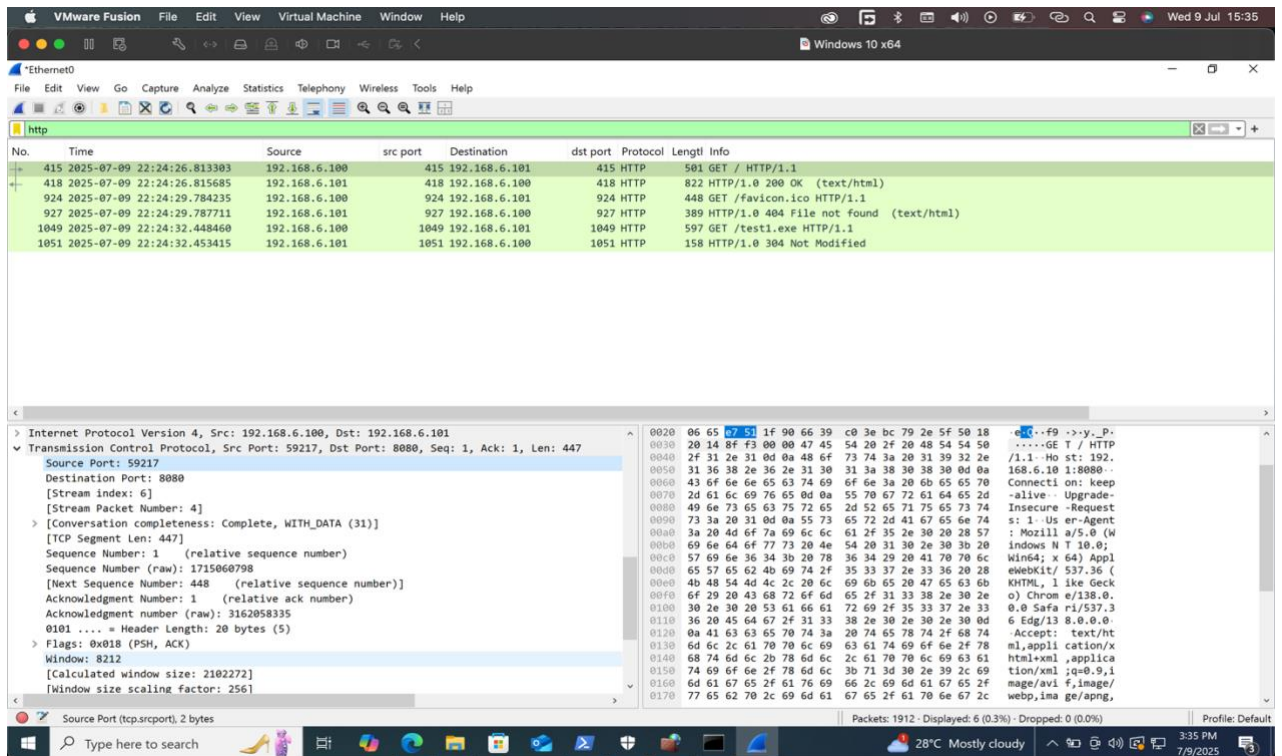 VMware Fusion File Edit View Virtual Machine Window Help Wed 9 Jul 15:35
Windows 10 x64
*Ethernet0
File Edit View Go Capture Analyze Statistics Telephony Wireless Tools Help
http
No. Time Source src port Destination dst port Protocol Lengtl Info
415 2025-07-09 22:24:26.813303 192.168.6.100 415 192.168.6.101 415 HTTP 501 GET / HTTP/1.1
418 2025-07-09 22:24:26.815685 192.168.6.101 418 192.168.6.100 418 HTTP 822 HTTP/1.0 200 OK (text/html)
924 2025-07-09 22:24:29.784235 192.168.6.100 924 192.168.6.101 924 HTTP 448 GET /favicon.ico HTTP/1.1
927 2025-07-09 22:24:29.787711 192.168.6.101 927 192.168.6.100 927 HTTP 389 HTTP/1.0 404 File not found (text/html)
1049 2025-07-09 22:24:32.448460 192.168.6.100 1049 192.168.6.101 1049 HTTP 597 GET /test1.exe HTTP/1.1
1051 2025-07-09 22:24:32.453415 192.168.6.101 1051 192.168.6.100 1051 HTTP 158 HTTP/1.0 304 Not Modified
> Internet Protocol Version 4, Src: 192.168.6.100, Dst: 192.168.6.101
Transmission Control Protocol, Src Port: 59217, Dst Port: 8080, Seq: 1, Ack: 1, Len: 447
Source Port: 59217
Destination Port: 8080
[Stream index: 6]
[Stream Packet Number: 4]
> [Conversation completeness: Complete, WITH_DATA (31)]
[TCP Segment Len: 447]
Sequence Number: 1 (relative sequence number)
Sequence Number (raw): 1715060798
[Next Sequence Number: 448 (relative sequence number)]
Acknowledgment Number: 1 (relative ack number)
Acknowledgment number (raw): 3162058335
0101 .... = Header Length: 20 bytes (5)
> Flags: 0x018 (PSH, ACK)
Window: 8212
[Calculated window size: 2102272]
[Window size scaling factor: 256]
0020 06 65 e7 51 1f 90 66 39 c0 3e bc 79 2e 5f 50 18 ·e·Q··f9 ·>·y._P·
0030 20 14 8f f3 00 00 47 45 54 20 2f 20 48 54 54 50 ·····GE T / HTTP
0040 2f 31 2e 31 0d 0a 48 6f 73 74 3a 20 31 39 32 2e /1.1··Ho st: 192.
0050 31 36 38 2e 36 2e 31 30 31 3a 38 30 38 30 0d 0a 168.6.10 1:8080··
0060 43 6f 6e 6e 65 63 74 69 6f 6e 3a 20 6b 65 65 70 Connecti on: keep
0070 2d 61 6c 69 76 65 0d 0a 55 70 67 72 61 64 65 2d -alive·· Upgrade-
0080 49 6e 73 65 63 75 72 65 2d 52 65 71 75 65 73 74 Insecure -Request
0090 73 3a 20 31 0d 0a 55 73 65 72 2d 41 67 65 6e 74 s: 1··Us er-Agent
00a0 3a 20 4d 6f 7a 69 6c 6c 61 2f 35 2e 30 20 28 57 : Mozill a/5.0 (W
00b0 69 6e 64 6f 77 73 20 4e 54 20 31 30 2e 30 3b 20 indows N T 10.0;
00c0 57 69 6e 36 34 3b 20 78 36 34 29 20 41 70 70 6c Win64; x 64) Appl
00d0 65 57 65 62 4b 69 74 2f 35 33 37 2e 33 36 20 28 eWebKit/ 537.36 (
00e0 4b 48 54 4d 4c 2c 20 6c 69 6b 65 20 47 65 63 6b KHTML, l ike Geck
00f0 6f 29 20 43 68 72 6f 6d 65 2f 31 33 38 2e 30 2e o) Chrom e/138.0.
0100 30 2e 30 20 53 61 66 61 72 69 2f 35 33 37 2e 33 0.0 Safa ri/537.3
0110 36 20 45 64 67 2f 31 33 38 2e 30 2e 30 2e 30 0d 6 Edg/13 8.0.0.0·
0120 0a 41 63 63 65 70 74 3a 20 74 65 78 74 2f 68 74 ·Accept: text/ht
0130 6d 6c 2c 61 70 70 6c 69 63 61 74 69 6f 6e 2f 78 ml,appli cation/x
0140 68 74 6d 6c 2b 78 6d 6c 2c 61 70 70 6c 69 63 61 html+xml ,applica
0150 74 69 6f 6e 2f 78 6d 6c 3b 71 3d 30 2e 39 2c 69 tion/xml ;q=0.9,i
0160 6d 61 67 65 2f 61 76 69 66 2c 69 6d 61 67 65 2f mage/avi f,image/
0170 77 65 62 70 2c 69 6d 61 67 65 2f 61 70 6e 67 2c webp,ima ge/apng,
Source Port (tcp.srcport), 2 bytes Packets: 1912 · Displayed: 6 (0.3%) · Dropped: 0 (0.0%) Profile: Default
Type here to search 28°C Mostly cloudy 3:35 PM
7/9/2025